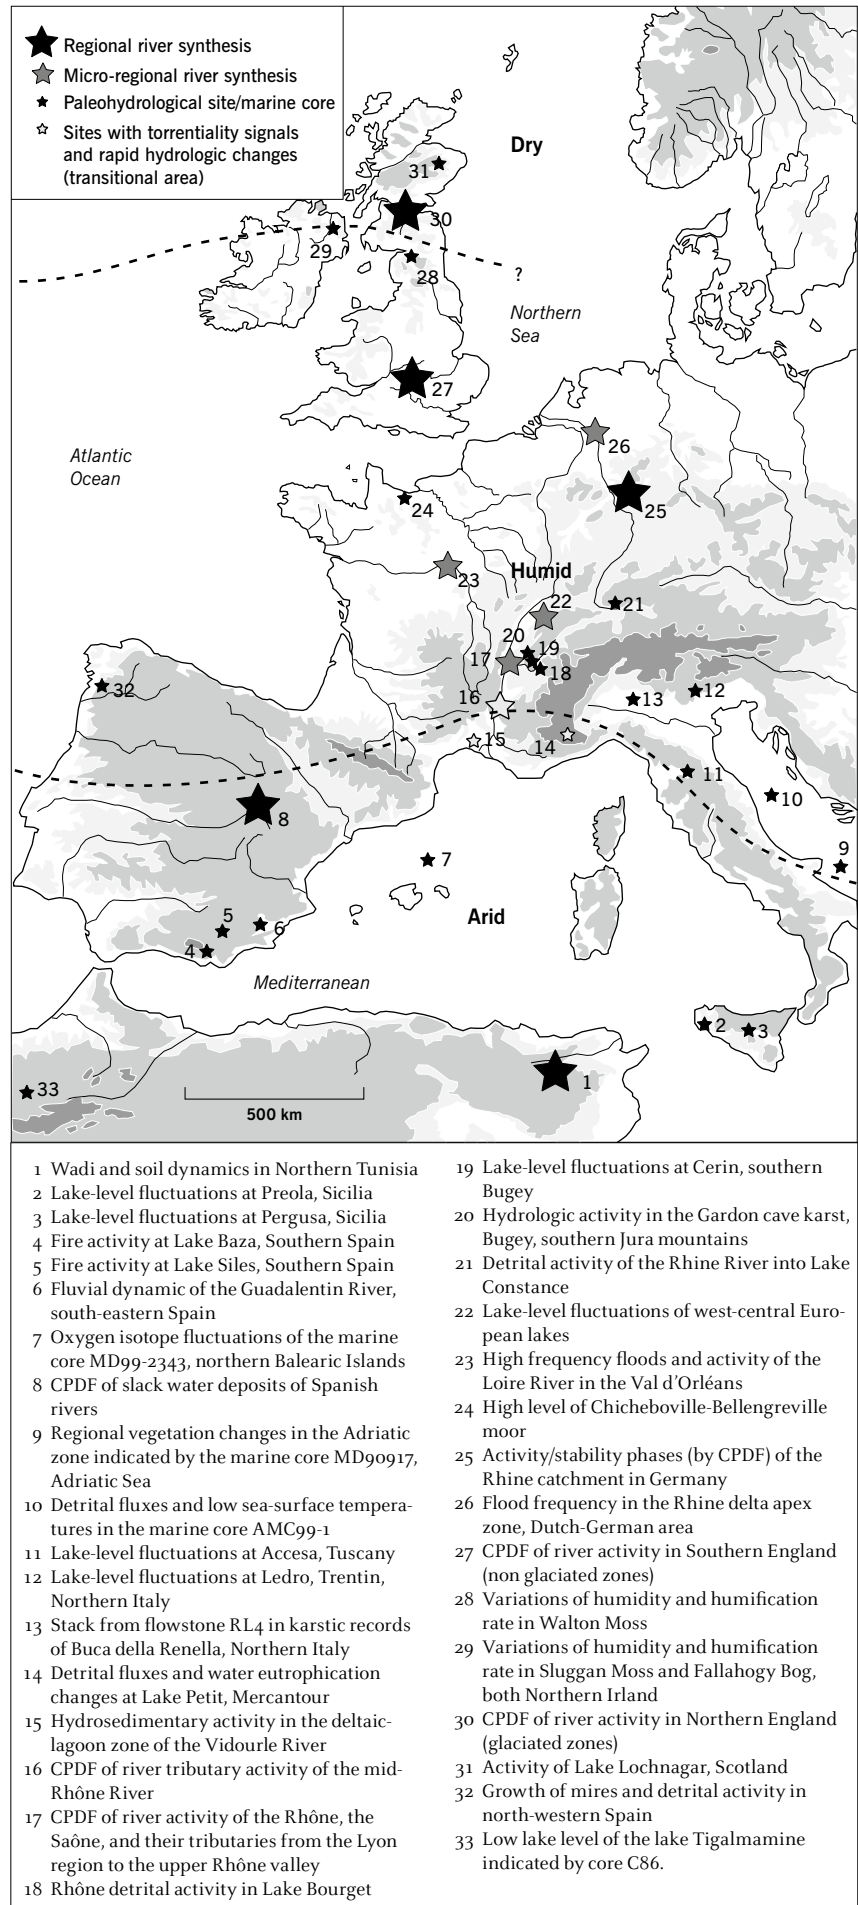 Regional river synthesis
Micro-regional river synthesis
Paleohydrological site/marine core
Sites with torrentiality signals
and rapid hydrologic changes
(transitional area)
Dry
31
30
29
28
?
Northern
Sea
27
26
Atlantic
Ocean
24
25
Humid
23
22
21
20
19
17
18
32
16
13
12
15
14
11
10
8
9
7
5
6
Arid
4
Mediterranean
2
3
33
1
500 km
1 Wadi and soil dynamics in Northern Tunisia
2 Lake-level fluctuations at Preola, Sicilia
3 Lake-level fluctuations at Pergusa, Sicilia
4 Fire activity at Lake Baza, Southern Spain
5 Fire activity at Lake Siles, Southern Spain
6 Fluvial dynamic of the Guadalentin River,
south-eastern Spain
7 Oxygen isotope fluctuations of the marine
core MD99-2343, northern Balearic Islands
8 CPDF of slack water deposits of Spanish
rivers
9 Regional vegetation changes in the Adriatic
zone indicated by the marine core MD90917,
Adriatic Sea
10 Detrital fluxes and low sea-surface tempera-
tures in the marine core AMC99-1
11 Lake-level fluctuations at Accesa, Tuscany
12 Lake-level fluctuations at Ledro, Trentin,
Northern Italy
13 Stack from flowstone RL4 in karstic records
of Buca della Renella, Northern Italy
14 Detrital fluxes and water eutrophication
changes at Lake Petit, Mercantour
15 Hydrosedimentary activity in the deltaic-
lagoon zone of the Vidourle River
16 CPDF of river tributary activity of the mid-
Rhône River
17 CPDF of river activity of the Rhône, the
Saône, and their tributaries from the Lyon
region to the upper Rhône valley
18 Rhône detrital activity in Lake Bourget
19 Lake-level fluctuations at Cerin, southern
Bugey
20 Hydrologic activity in the Gardon cave karst,
Bugey, southern Jura mountains
21 Detrital activity of the Rhine River into Lake
Constance
22 Lake-level fluctuations of west-central Euro-
pean lakes
23 High frequency floods and activity of the
Loire River in the Val d'Orléans
24 High level of Chicheboville-Bellengreville
moor
25 Activity/stability phases (by CPDF) of the
Rhine catchment in Germany
26 Flood frequency in the Rhine delta apex
zone, Dutch-German area
27 CPDF of river activity in Southern England
(non glaciated zones)
28 Variations of humidity and humification
rate in Walton Moss
29 Variations of humidity and humification
rate in Sluggan Moss and Fallahogy Bog,
both Northern Irland
30 CPDF of river activity in Northern England
(glaciated zones)
31 Activity of Lake Lochnagar, Scotland
32 Growth of mires and detrital activity in
north-western Spain
33 Low lake level of the lake Tigalmamine
indicated by core C86.